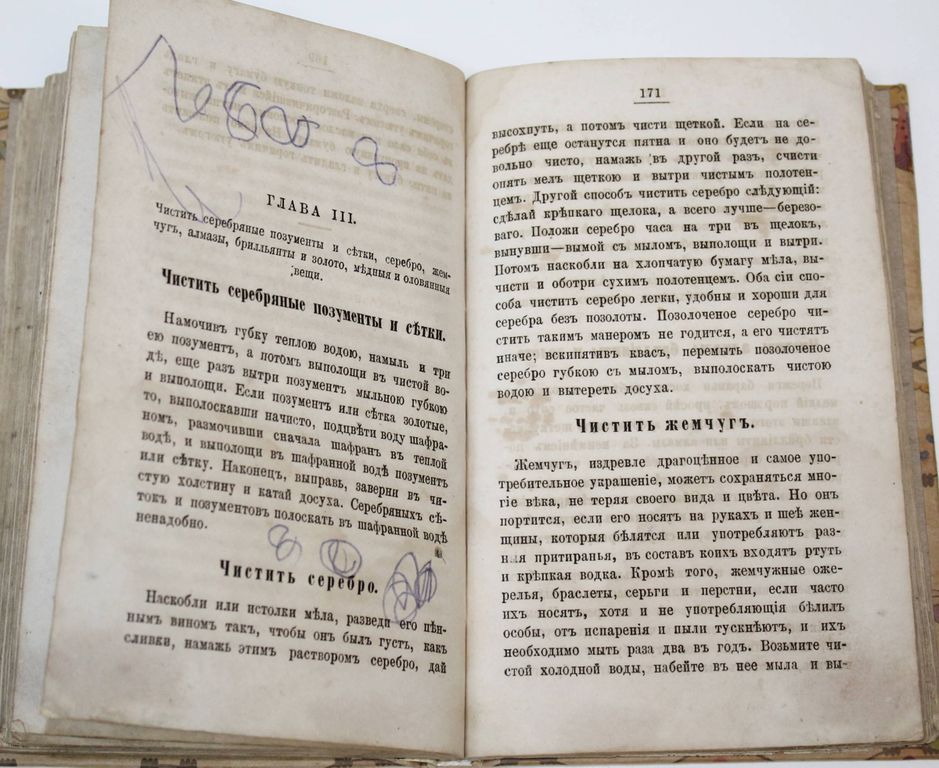 ГЛАВА III.
Чистить серебряные позументы и сѣтки, серебро, жем-
чугъ, алмазы, брилльянты и золото, мѣдныя и оловянныя
вещи.
Чистить серебряные позументы и сѣтки.
Намочивъ губку теплою водою, намыль и три
ею позументъ, а потомъ выполощи въ чистой во-
дѣ, еще разъ вытри позументъ мыльною губкою
и выполощи. Если позументъ или сѣтка золотые,
то, выполоскавши начисто, подцвѣти воду шафра-
номъ, размочивши сначала шафранъ въ теплой
водѣ, и выполощи въ шафранной водѣ позументъ
или сѣтку. Наконецъ, выправь, заверни въ чи-
стую холстину и катай досуха. Серебряныхъ сѣ-
токъ и позументовъ полоскать въ шафранной водѣ
ненадобно.
Чистить серебро.
Наскобли или истолки мѣла, разведи его пѣн-
нымъ виномъ такъ, чтобы онъ былъ густъ, какъ
сливки, намажь этимъ растворомъ серебро, дай
171
высохнуть, а потомъ чисти щеткой. Если на се-
ребрѣ еще останутся пятна и оно будетъ не до-
вольно чисто, намажь въ другой разъ, счисти
опять мелъ щеткою и вытри чистымъ полотен-
цемъ. Другой способъ чистить серебро слѣдующій:
сдѣлай крѣпкаго щелока, а всего лучше—березо-
ваго. Положи серебро часа на три въ щелокъ,
вынувши—вымой съ мыломъ, выполощи и вытри.
Потомъ наскобли на хлопчатую бумагу мѣла, вы-
чисти и оботри сухимъ полотенцемъ. Оба сіи спо-
соба чистить серебро легки, удобны и хороши для
серебра безъ позолоты. Позолоченое серебро чи-
стить такимъ манеромъ не годится, а его чистятъ
иначе; вскипятивъ квасъ, перемыть позолоченое
серебро губкою съ мыломъ, выполоскать чистою
водою и вытереть досуха.
Чистить жемчугъ.
Жемчугъ, издревле драгоцѣнное и самое упо-
требительное украшеніе, можетъ сохраняться мно-
гіе вѣка, не теряя своего вида и цвѣта. Но онъ
портится, если его носятъ на рукахъ и шеѣ жен-
щины, которыя бѣлятся или употребляютъ раз-
ныя притиранья, въ составъ коихъ входятъ ртуть
и крѣпкая водка. Кромѣ того, жемчужныя оже-
релья, браслеты, серьги и перстни, если часто
ихъ носятъ, хотя и не употребляющія бѣлилъ
особы, отъ испаренія и пыли тускнѣютъ, и ихъ
необходимо мыть раза два въ годъ. Возьмите чи-
стой холодной воды, набейте въ нее мыла и вы-